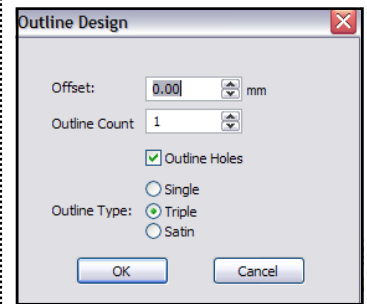 Outline Design
Offset: 0.00 mm
Outline Count 1
Outline Holes
Single
Outline Type: Triple
Satin
OK Cancel